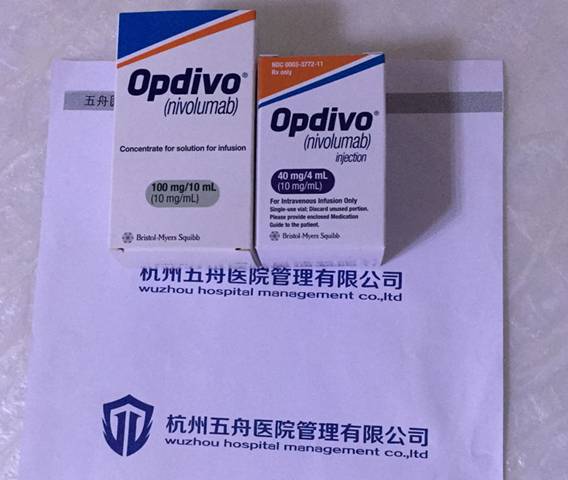 五舟医
Opdivo®
(nivolumab)
Concentrate for solution for infusion
100 mg/10 mL
(10 mg/mL)
Bristol-Myers Squibb
NDC 0003-3772-11
Rx only
Opdivo®
(nivolumab)
injection
40 mg/4 mL
(10 mg/mL)
For Intravenous Infusion Only
Single-use vial; Discard unused portion.
Please provide enclosed Medication
Guide to the patient.
Bristol-Myers Squibb
杭州五舟医院管理有限公司
wuzhou hospital management co.,ltd
杭州五舟医院管理有限公司
wuzhou hospital management co.,ltd